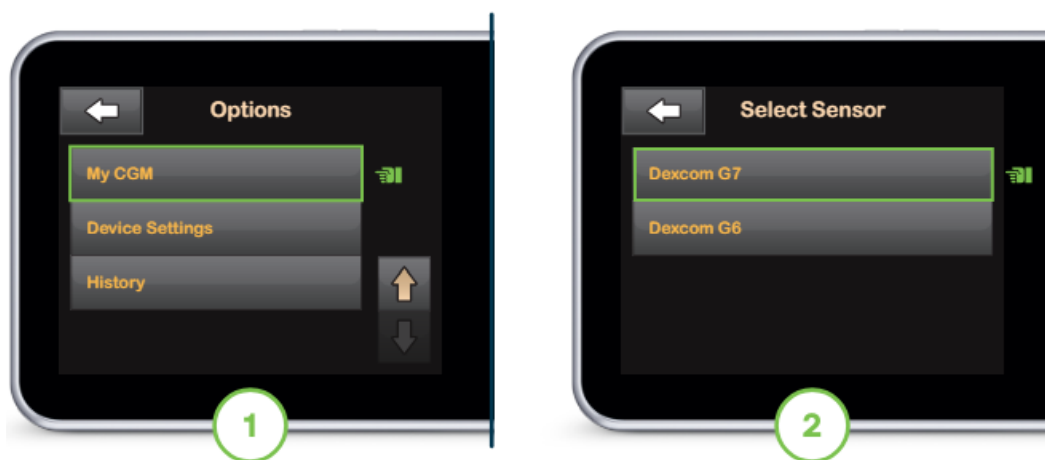 Options
My CGM
Device Settings
History
1
Select Sensor
Dexcom G7
Dexcom G6
2